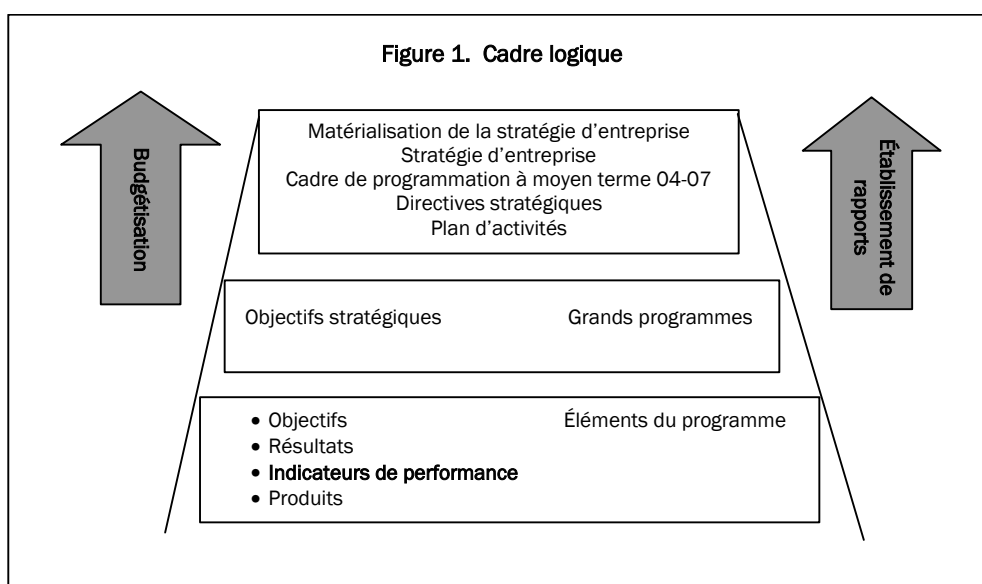 Figure 1. Cadre logique
Budgétisation
Établissement de
rapports
Matérialisation de la stratégie d'entreprise
Stratégie d'entreprise
Cadre de programmation à moyen terme 04-07
Directives stratégiques
Plan d'activités
Objectifs stratégiques Grands programmes
• Objectifs Éléments du programme
• Résultats
• Indicateurs de performance
• Produits